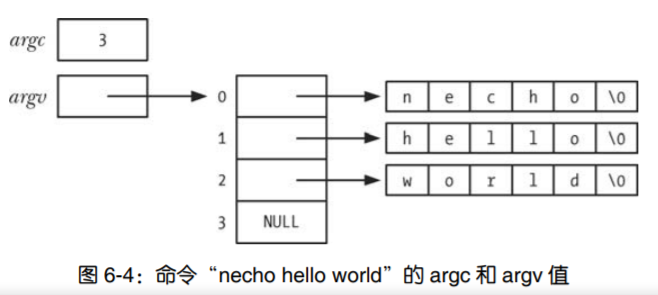 argc 3
argv 0 n e c h o \0
1 h e l l o \0
2 w o r l d \0
3 NULL
图 6-4：命令“necho hello world”的 argc 和 argv 值